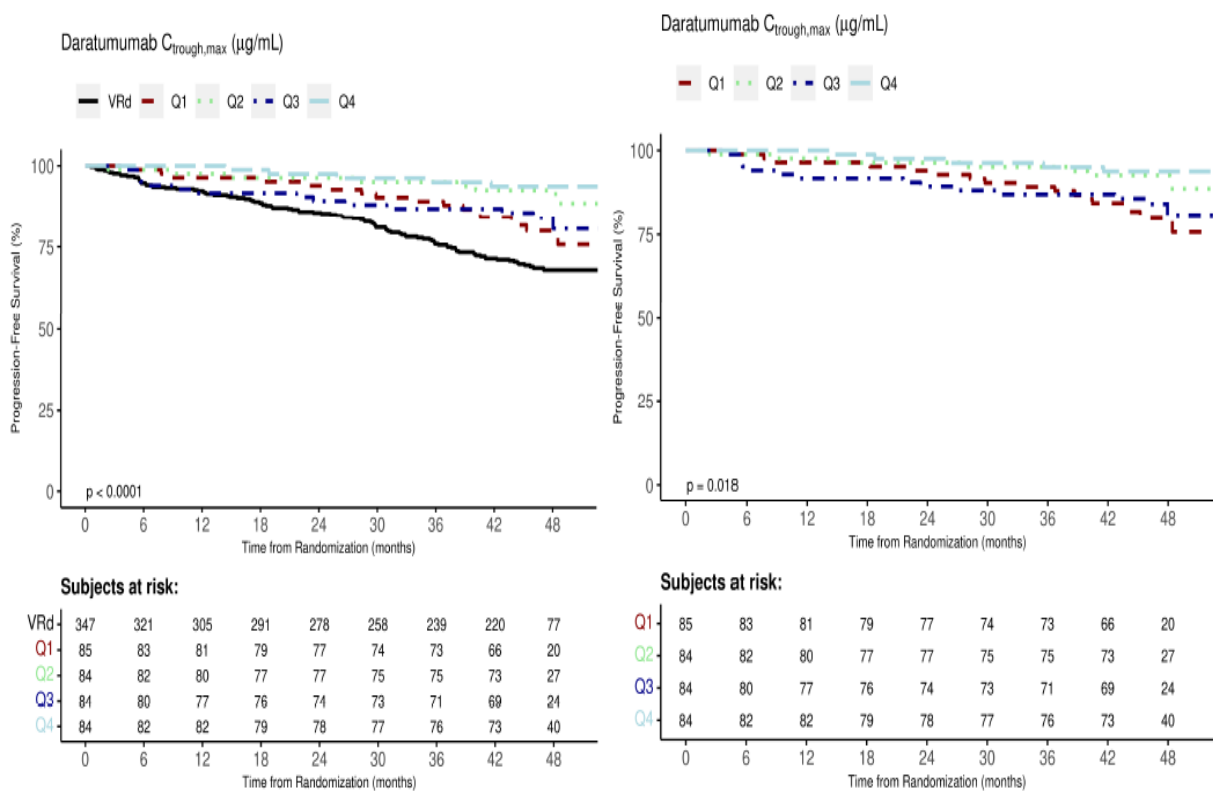 Daratumumab Ctrough,max (μg/mL)
VRd Q1 Q2 Q3 Q4
Progression-Free Survival (%)
100
75
50
25
0
p < 0.0001
0 6 12 18 24 30 36 42 48
Time from Randomization (months)
Subjects at risk:
VRd 347 321 305 291 278 258 239 220 77
Q1 85 83 81 79 77 74 73 66 20
Q2 84 82 80 77 77 75 75 73 27
Q3 84 80 77 76 74 73 71 69 24
Q4 84 82 82 79 78 77 76 73 40
0 6 12 18 24 30 36 42 48
Time from Randomization (months)
Daratumumab Ctrough,max (μg/mL)
Q1 Q2 Q3 Q4
Progression-Free Survival (%)
100
75
50
25
0
p = 0.018
0 6 12 18 24 30 36 42 48
Time from Randomization (months)
Subjects at risk:
Q1 85 83 81 79 77 74 73 66 20
Q2 84 82 80 77 77 75 75 73 27
Q3 84 80 77 76 74 73 71 69 24
Q4 84 82 82 79 78 77 76 73 40
0 6 12 18 24 30 36 42 48
Time from Randomization (months)